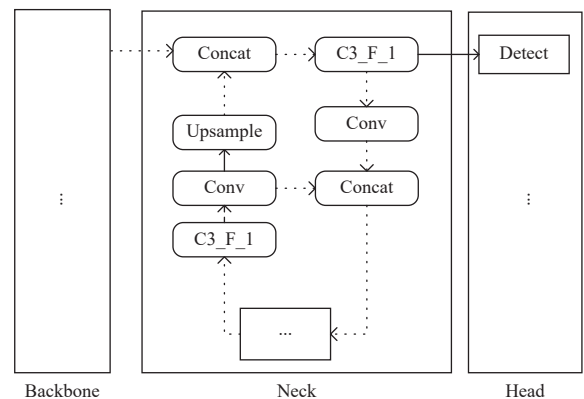 Concat
C3_F_1
Detect
Upsample
Conv
Conv
Concat
C3_F_1
...
...
...
Backbone
Neck
Head